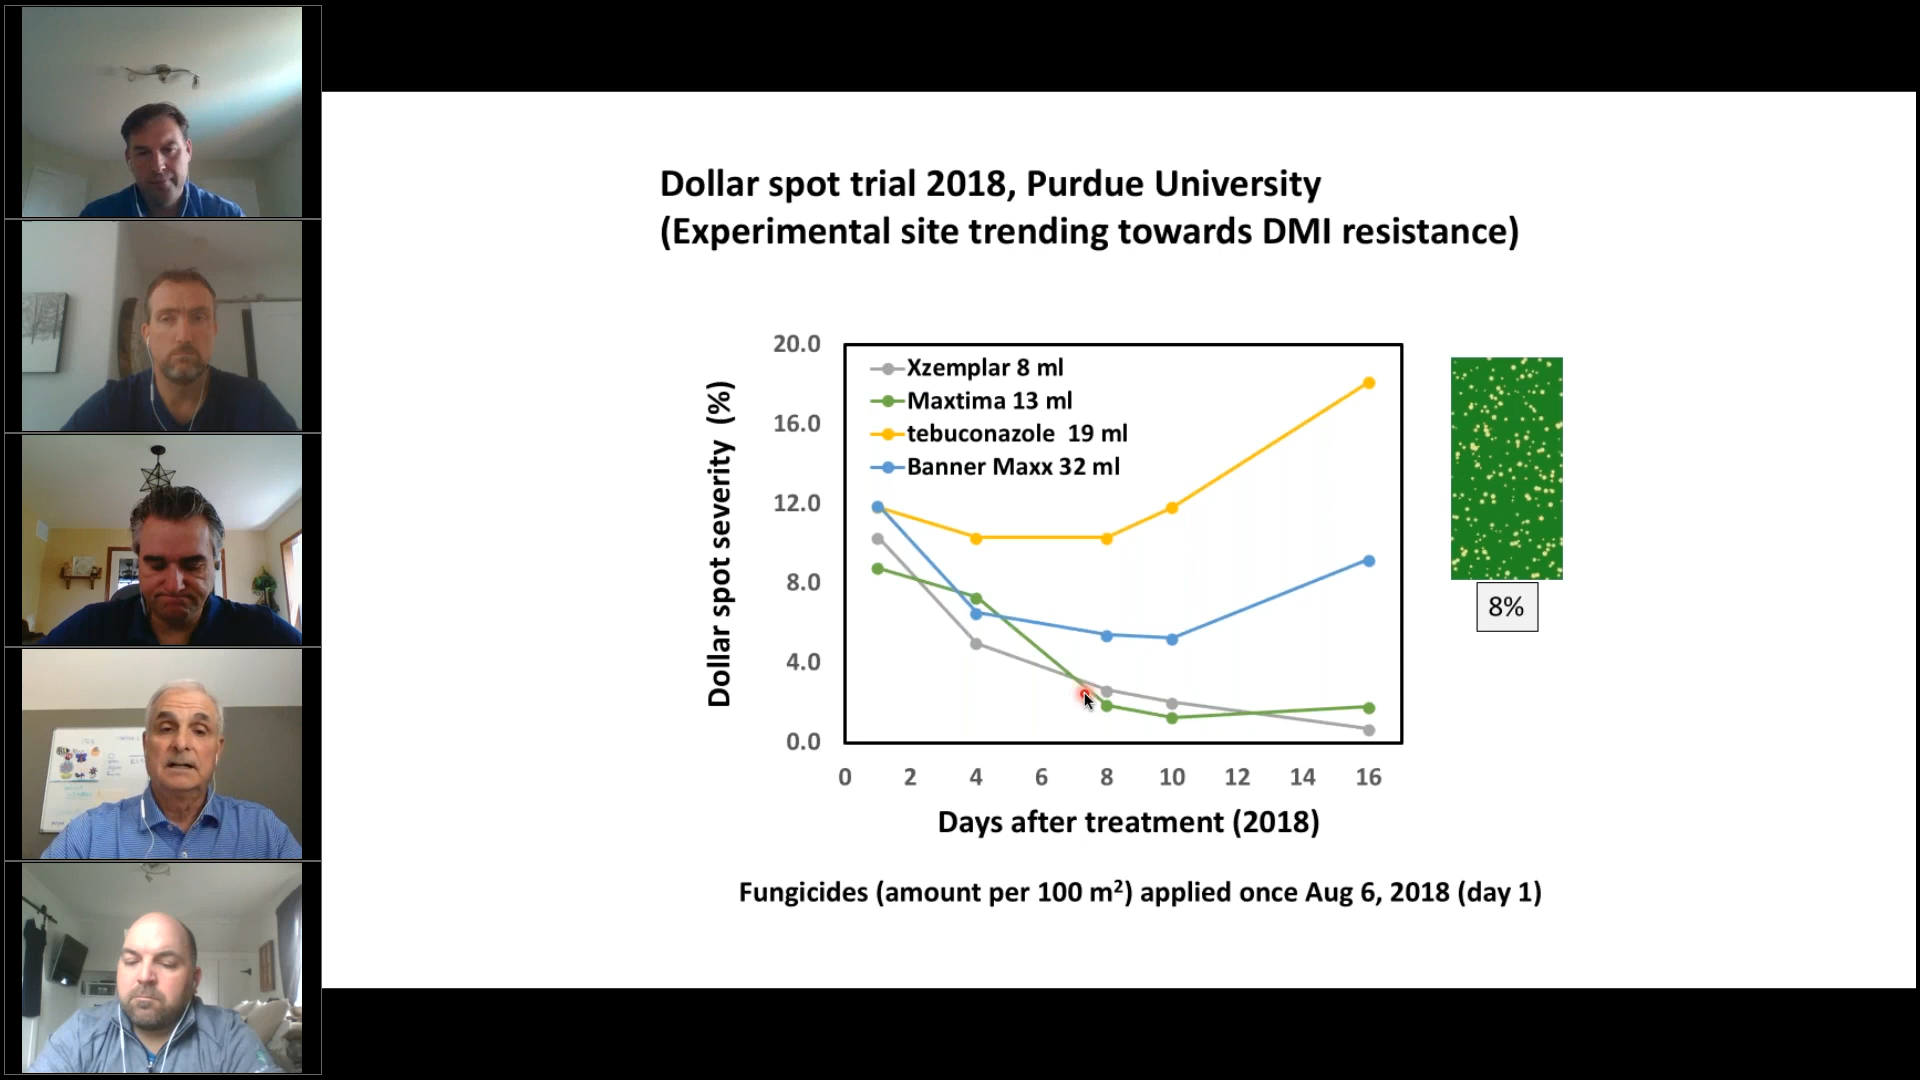 Dollar spot trial 2018, Purdue University
(Experimental site trending towards DMI resistance)
Dollar spot severity (%)
20.0
16.0
12.0
8.0
4.0
0.0
Xzemplar 8 ml
Maxtima 13 ml
tebuconazole 19 ml
Banner Maxx 32 ml
8%
0 2 4 6 8 10 12 14 16
Days after treatment (2018)
Fungicides (amount per 100 m²) applied once Aug 6, 2018 (day 1)